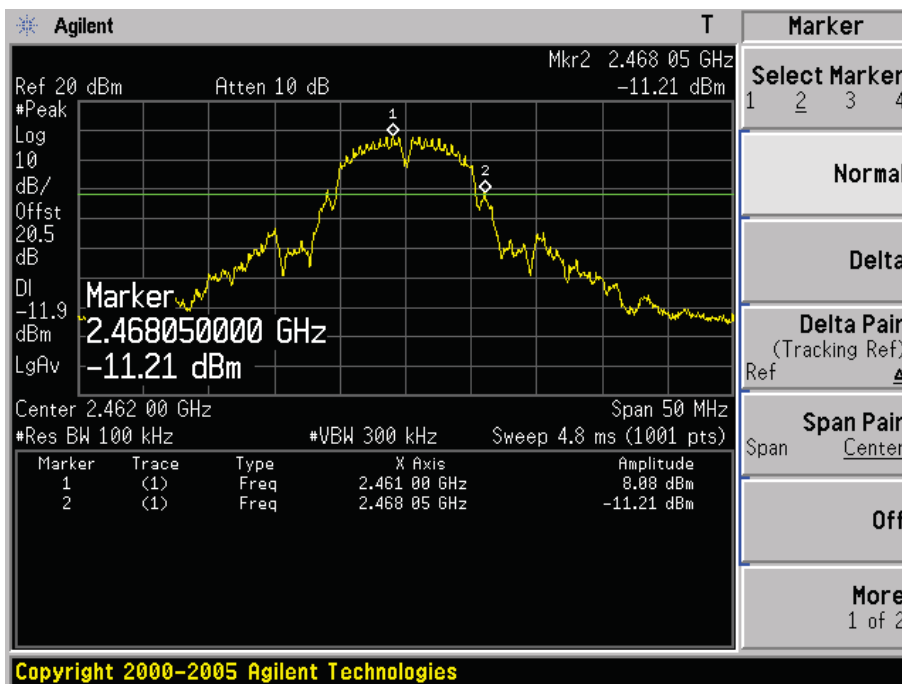 Agilent T
Marker
Mkr2 2.468 05 GHz
Ref 20 dBm Atten 10 dB -11.21 dBm
#Peak
Log
10
dB/
Offst
20.5
dB
DI
-11.9
dBm
LgAv
1
2
Marker
2.468050000 GHz
-11.21 dBm
Center 2.462 00 GHz Span 50 MHz
#Res BW 100 kHz #VBW 300 kHz Sweep 4.8 ms (1001 pts)
Marker Trace Type X Axis Amplitude
1 (1) Freq 2.461 00 GHz 8.08 dBm
2 (1) Freq 2.468 05 GHz -11.21 dBm
Select Marker
1 2 3 4
Normal
Delta
Delta Pair
(Tracking Ref)
Ref Δ
Span Pair
Span Center
Off
More
1 of 2
Copyright 2000-2005 Agilent Technologies